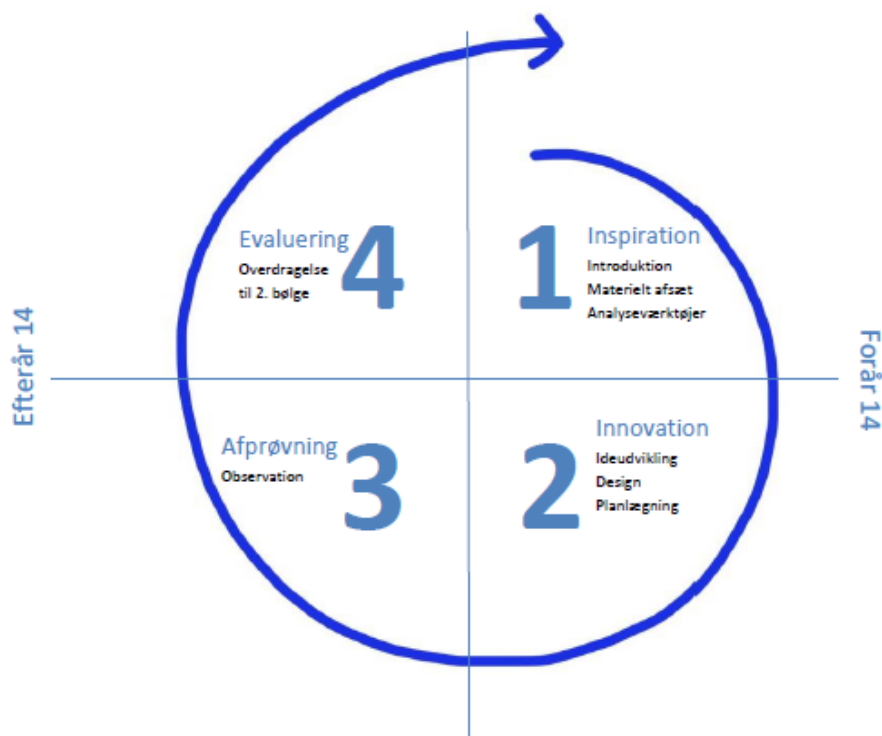 1
Inspiration
Introduktion
Materielt afsæt
Analyseværktøjer
Forår 14
2
Innovation
Ideudvikling
Design
Planlægning
3
Afprøvning
Observation
Efterår 14
4
Evaluering
Overdragelse
til 2. bølge